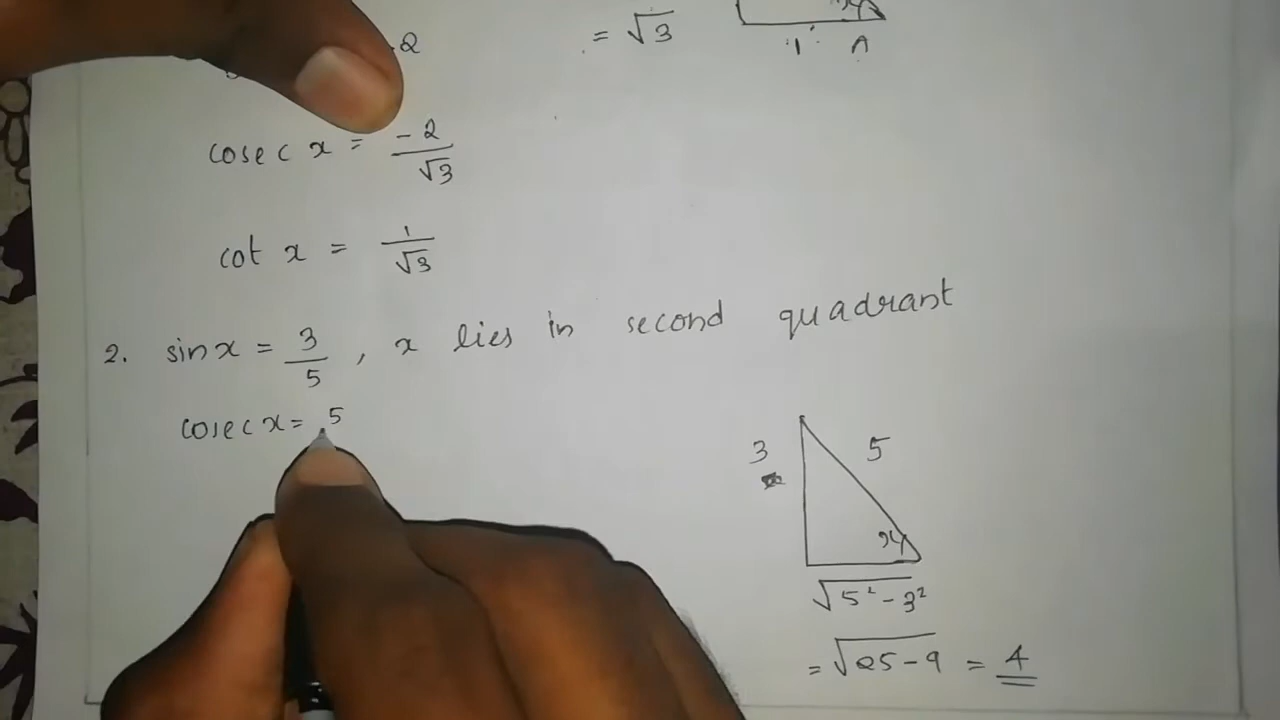 2
= √3
1 A
cosec x = -2/√3
cot x = 1/√3
2. sin x = 3/5 , x lies in second quadrant
cosec x = 5
3 5
x
√5²-3²
= √25-9 = 4